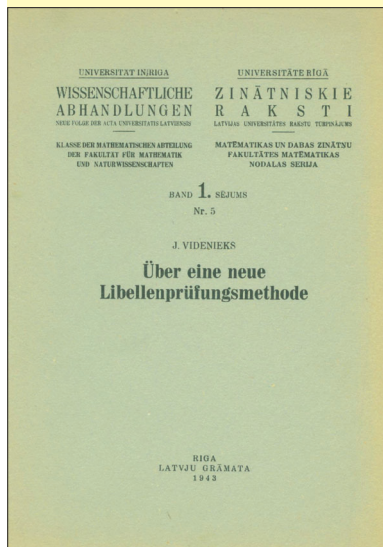 UNIVERSITÄT IN RIGA
WISSENSCHAFTLICHE
ABHANDLUNGEN
NEUE FOLGE DER ACTA UNIVERSITATIS LATVIENSIS
KLASSE DER MATHEMATISCHEN ABTEILUNG
DER FAKULTÄT FÜR MATHEMATIK
UND NATURWISSENSCHAFTEN
UNIVERSITĀTE RĪGĀ
ZINĀTNISKIE
RAKSTI
LATVIJAS UNIVERSITĀTES RAKSTU TURPINĀJUMS
MATĒMATIKAS UN DABAS ZINĀTŅU
FAKULTĀTES MATĒMATIKAS
NODAĻAS SERIJA
BAND 1. SĒJUMS
Nr. 5
J. VIDENIEKS
Über eine neue
Libellenprüfungsmethode
RIGA
LATVJU GRĀMATA
1943